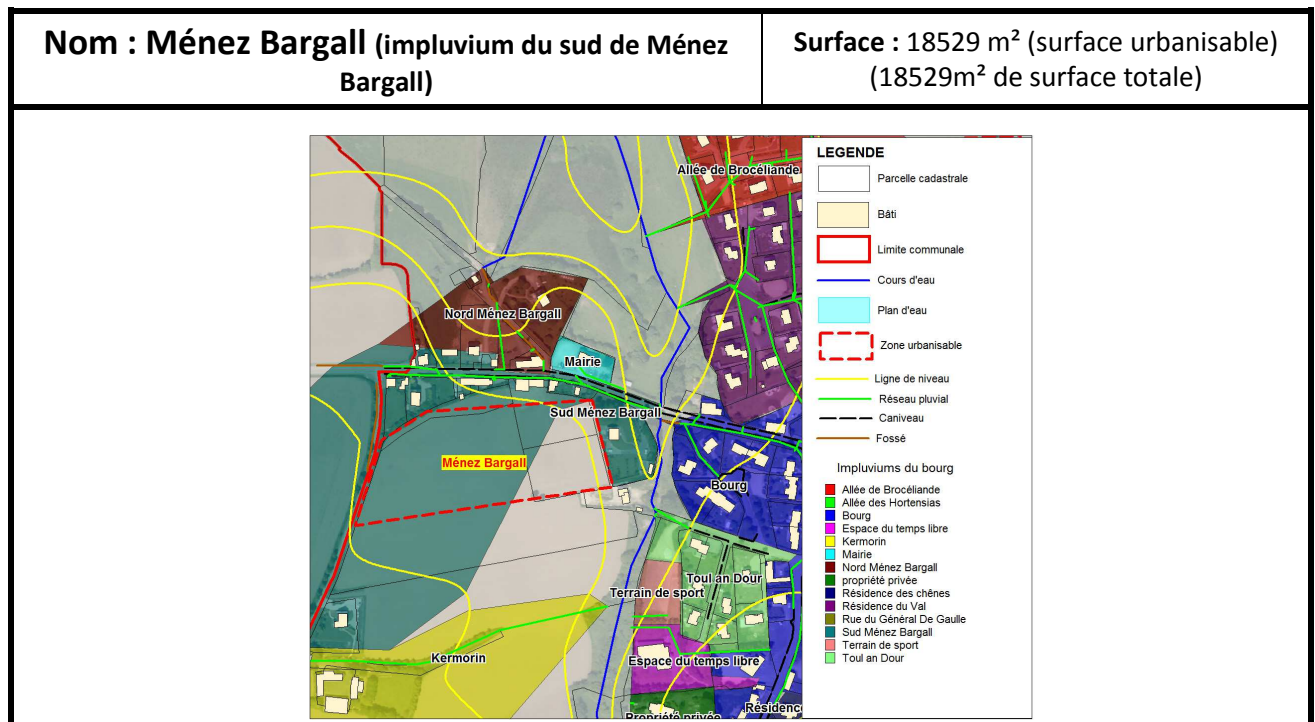 Nom : Ménez Bargall (impluvium du sud de Ménez
Bargall)
Surface : 18529 m² (surface urbanisable)
(18529m² de surface totale)
Allée de Brocéliande
Nord Ménez Bargall
Mairie
Sud Ménez Bargall
Ménez Bargall
Bourg
Toul an Dour
Terrain de sport
Kermorin
Espace du temps libre
Propriété privée
Résidence
LEGENDE
Parcelle cadastrale
Bâti
Limite communale
Cours d'eau
Plan d'eau
Zone urbanisable
Ligne de niveau
Réseau pluvial
Caniveau
Fossé
Impluviums du bourg
Allée de Brocéliande
Allée des Hortensias
Bourg
Espace du temps libre
Kermorin
Mairie
Nord Ménez Bargall
propriété privée
Résidence des chênes
Résidence du Val
Rue du Général De Gaulle
Sud Ménez Bargall
Terrain de sport
Toul an Dour